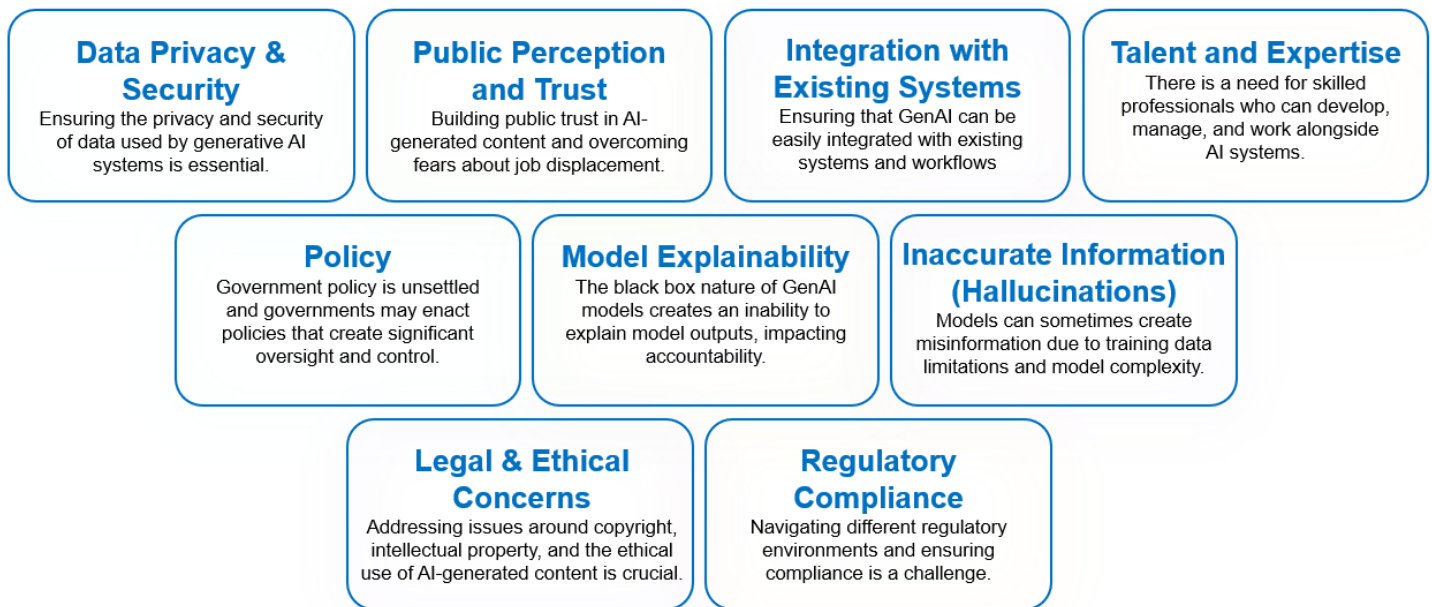 Data Privacy &
Security
Ensuring the privacy and security
of data used by generative AI
systems is essential.
Public Perception
and Trust
Building public trust in AI-
generated content and overcoming
fears about job displacement.
Integration with
Existing Systems
Ensuring that GenAI can be
easily integrated with existing
systems and workflows
Talent and Expertise
There is a need for skilled
professionals who can develop,
manage, and work alongside
AI systems.
Policy
Government policy is unsettled
and governments may enact
policies that create significant
oversight and control.
Model Explainability
The black box nature of GenAI
models creates an inability to
explain model outputs, impacting
accountability.
Inaccurate Information
(Hallucinations)
Models can sometimes create
misinformation due to training data
limitations and model complexity.
Legal & Ethical
Concerns
Addressing issues around copyright,
intellectual property, and the ethical
use of AI-generated content is crucial.
Regulatory
Compliance
Navigating different regulatory
environments and ensuring
compliance is a challenge.